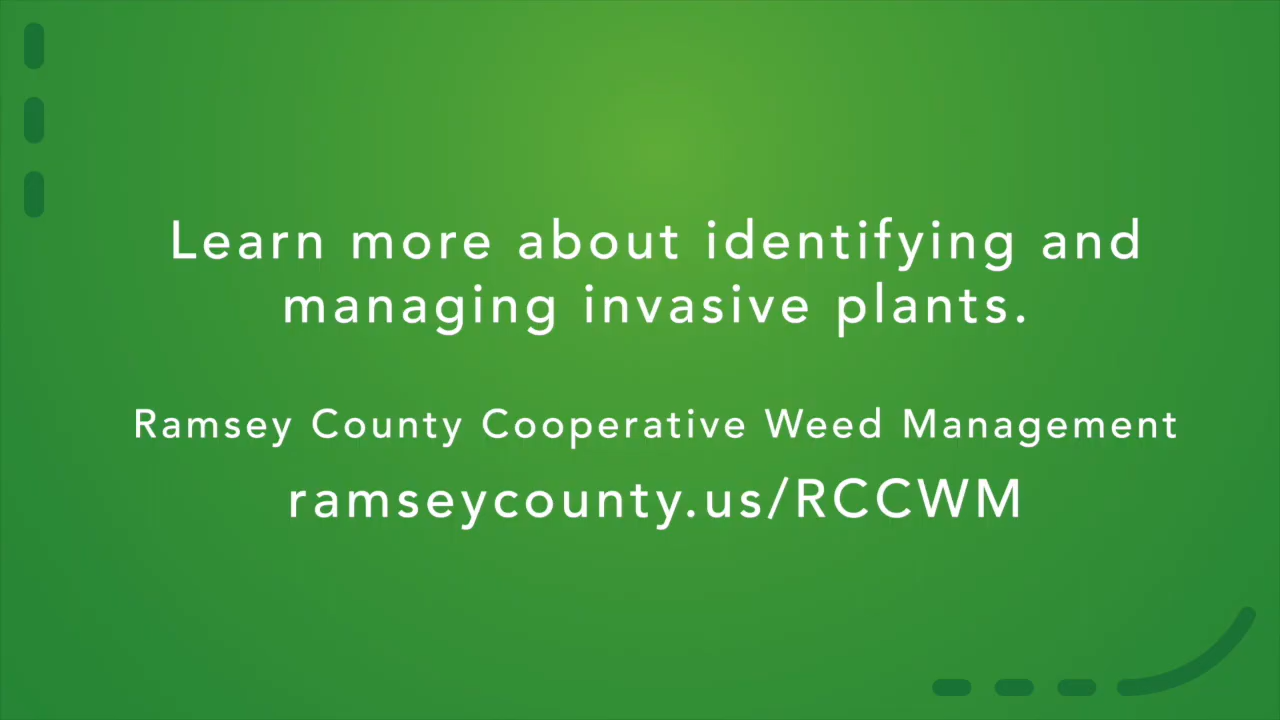 Learn more about identifying and
managing invasive plants.
Ramsey County Cooperative Weed Management
ramseycounty.us/RCCWM